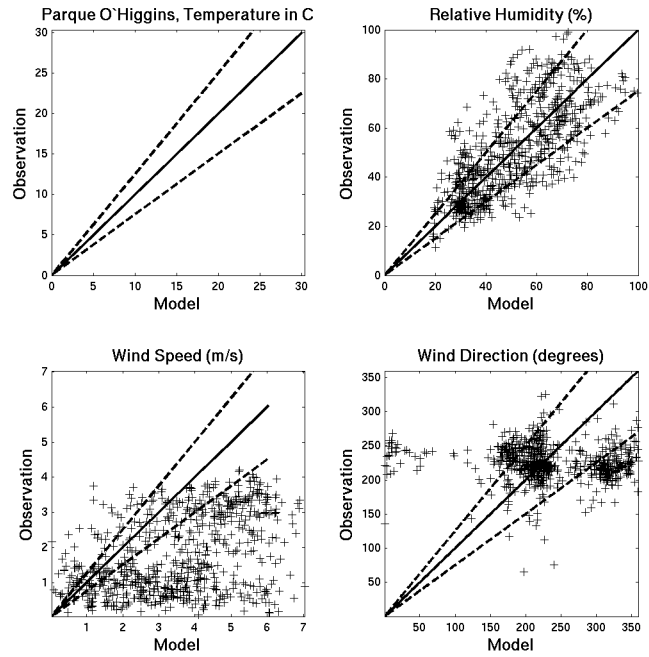 Parque O`Higgins, Temperature in C
30
25
20
15
10
5
0
0 5 10 15 20 25 30
Observation
Model
Relative Humidity (%)
100
80
60
40
20
0
0 20 40 60 80 100
Observation
Model
Wind Speed (m/s)
7
6
5
4
3
2
1
1 2 3 4 5 6 7
Observation
Model
Wind Direction (degrees)
350
300
250
200
150
100
50
50 100 150 200 250 300 350
Observation
Model